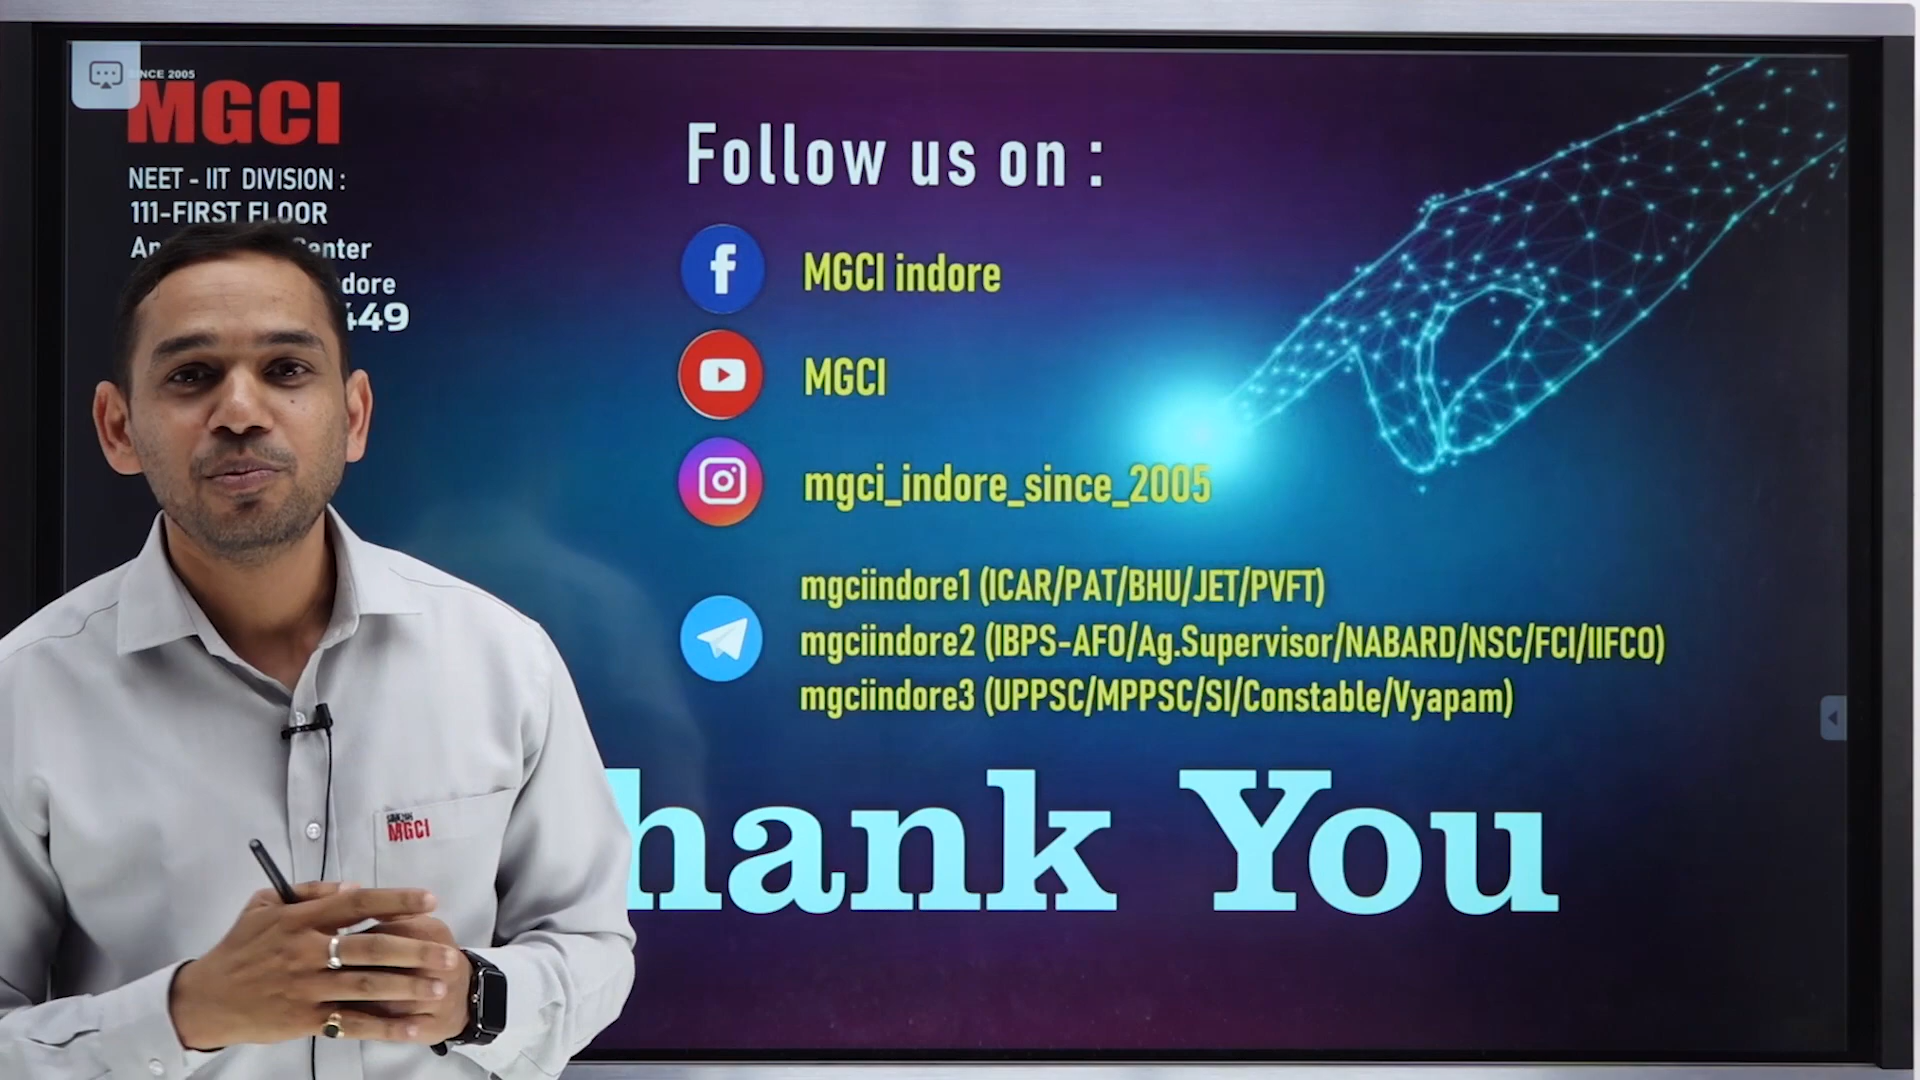 SINCE 2005
MGCI
NEET - IIT DIVISION :
111-FIRST FLOOR
449
Follow us on :
MGCI indore
MGCI
mgci_indore_since_2005
mgciindore1 (ICAR/PAT/BHU/JET/PVFT)
mgciindore2 (IBPS-AFO/Ag.Supervisor/NABARD/NSC/FCI/IIFCO)
mgciindore3 (UPPSC/MPPSC/SI/Constable/Vyapam)
hank You
MGCI